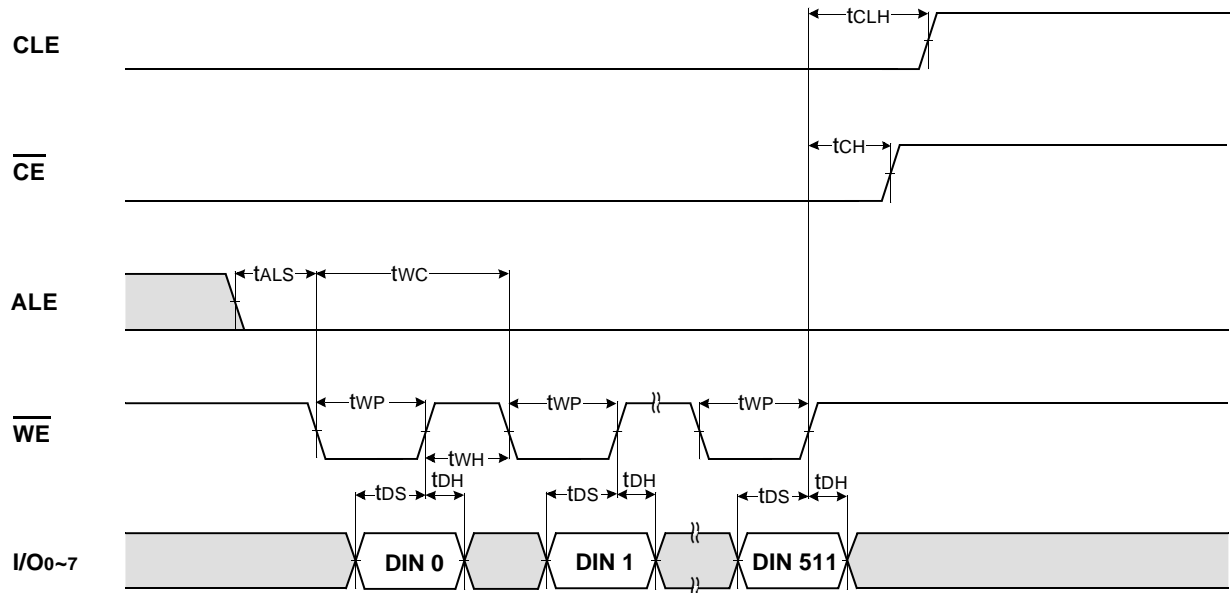 tCLH
CLE
tCH
CE
tALS
tWC
ALE
tWP
tWP
tWP
WE
tWH
tDS
tDH
tDS
tDH
tDS
tDH
I/O0~7
DIN 0
DIN 1
DIN 511